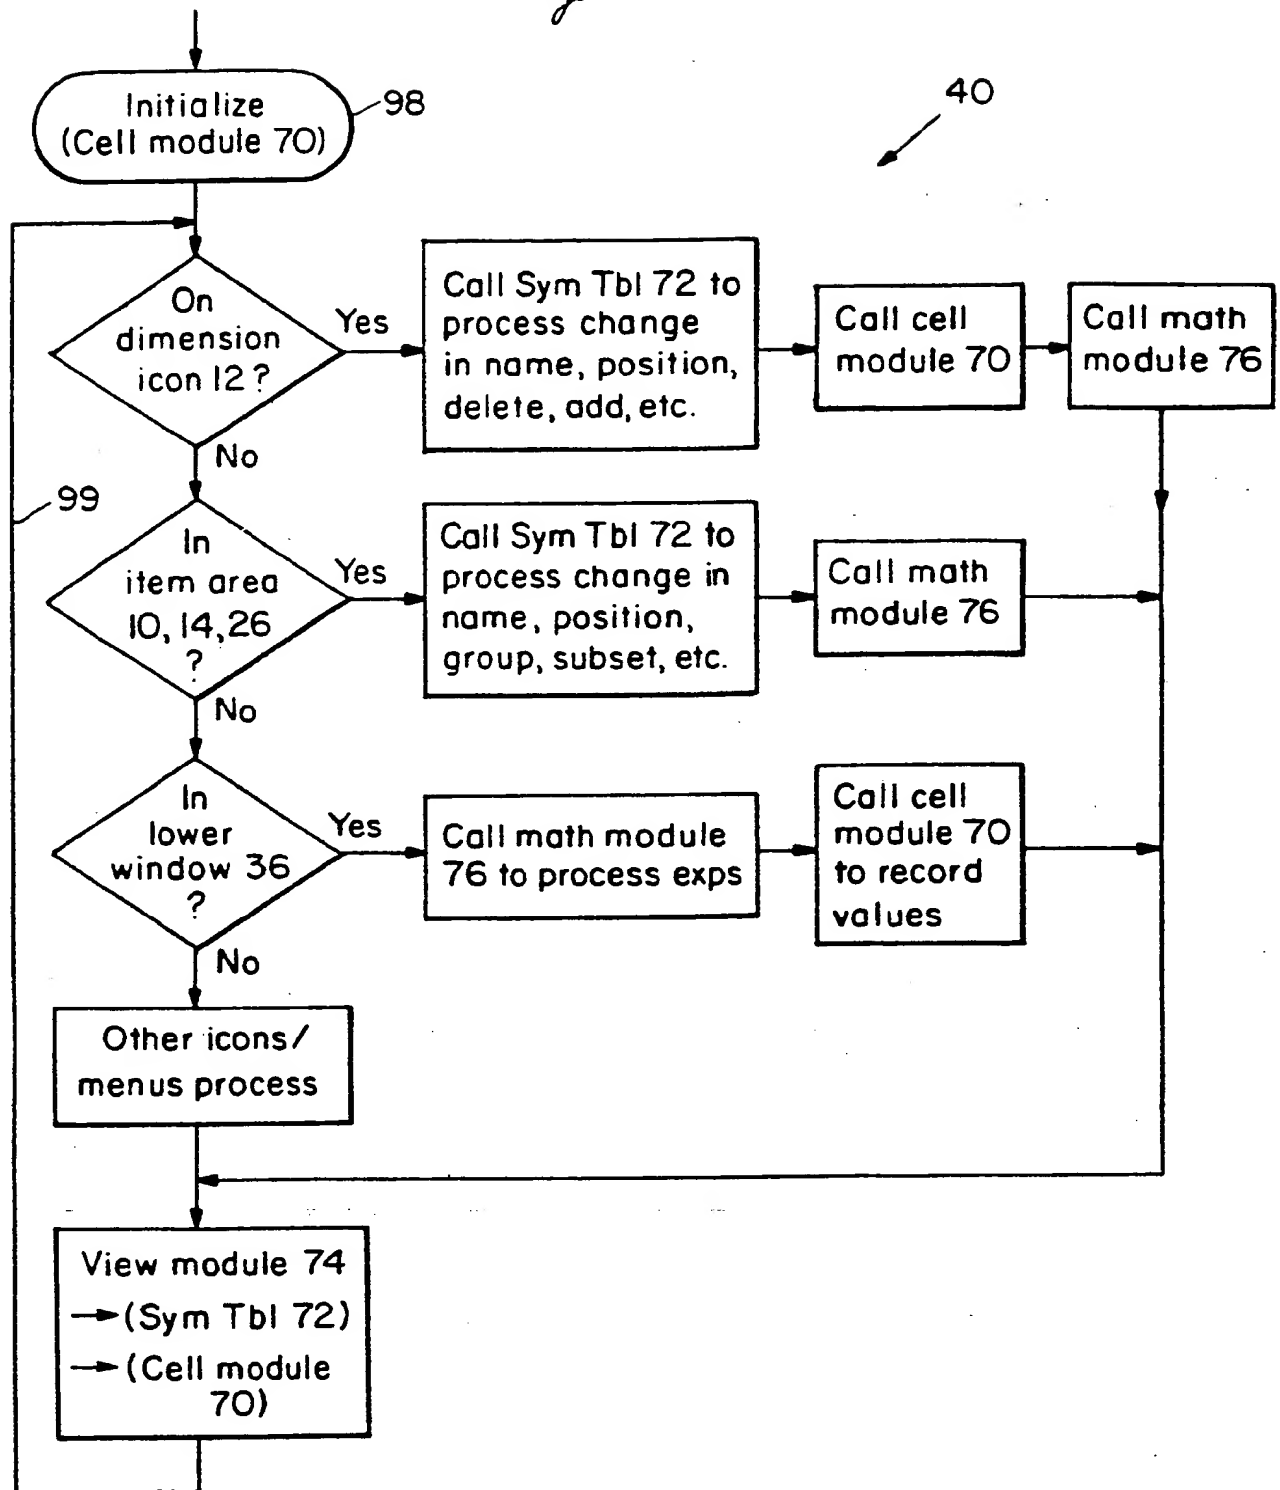 Initialize
(Cell module 70)
98
40
On
dimension
icon 12 ?
Yes
No
Call Sym Tbl 72 to
process change
in name, position,
delete, add, etc.
Call cell
module 70
Call math
module 76
99
In
item area
10, 14, 26
?
Yes
No
Call Sym Tbl 72 to
process change in
name, position,
group, subset, etc.
Call math
module 76
In
lower
window 36
?
Yes
No
Call math module
76 to process exps
Call cell
module 70
to record
values
Other icons/
menus process
View module 74
→(Sym Tbl 72)
→(Cell module
70)